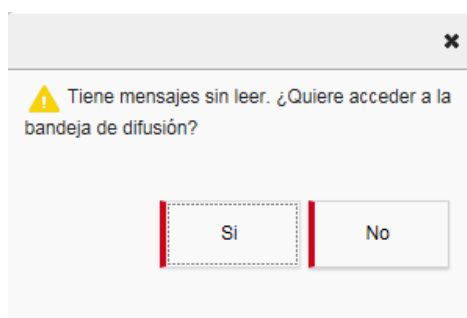 Tiene mensajes sin leer. ¿Quiere acceder a la
bandeja de difusión?
Si
No